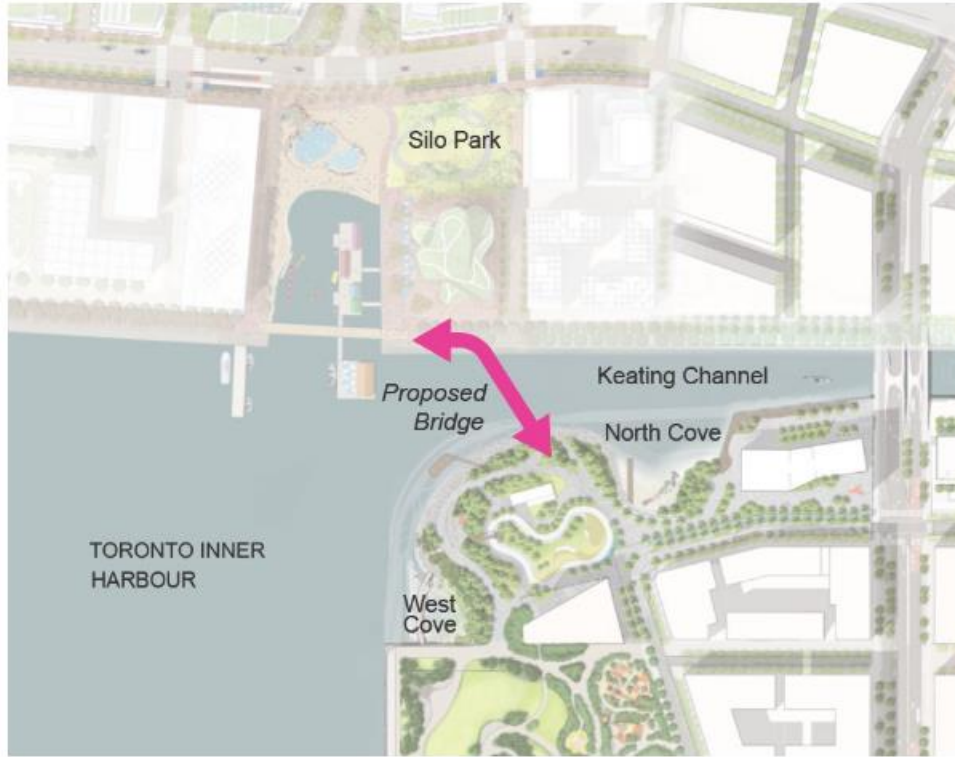 Silo Park
Keating Channel
Proposed
Bridge
North Cove
TORONTO INNER
HARBOUR
West
Cove